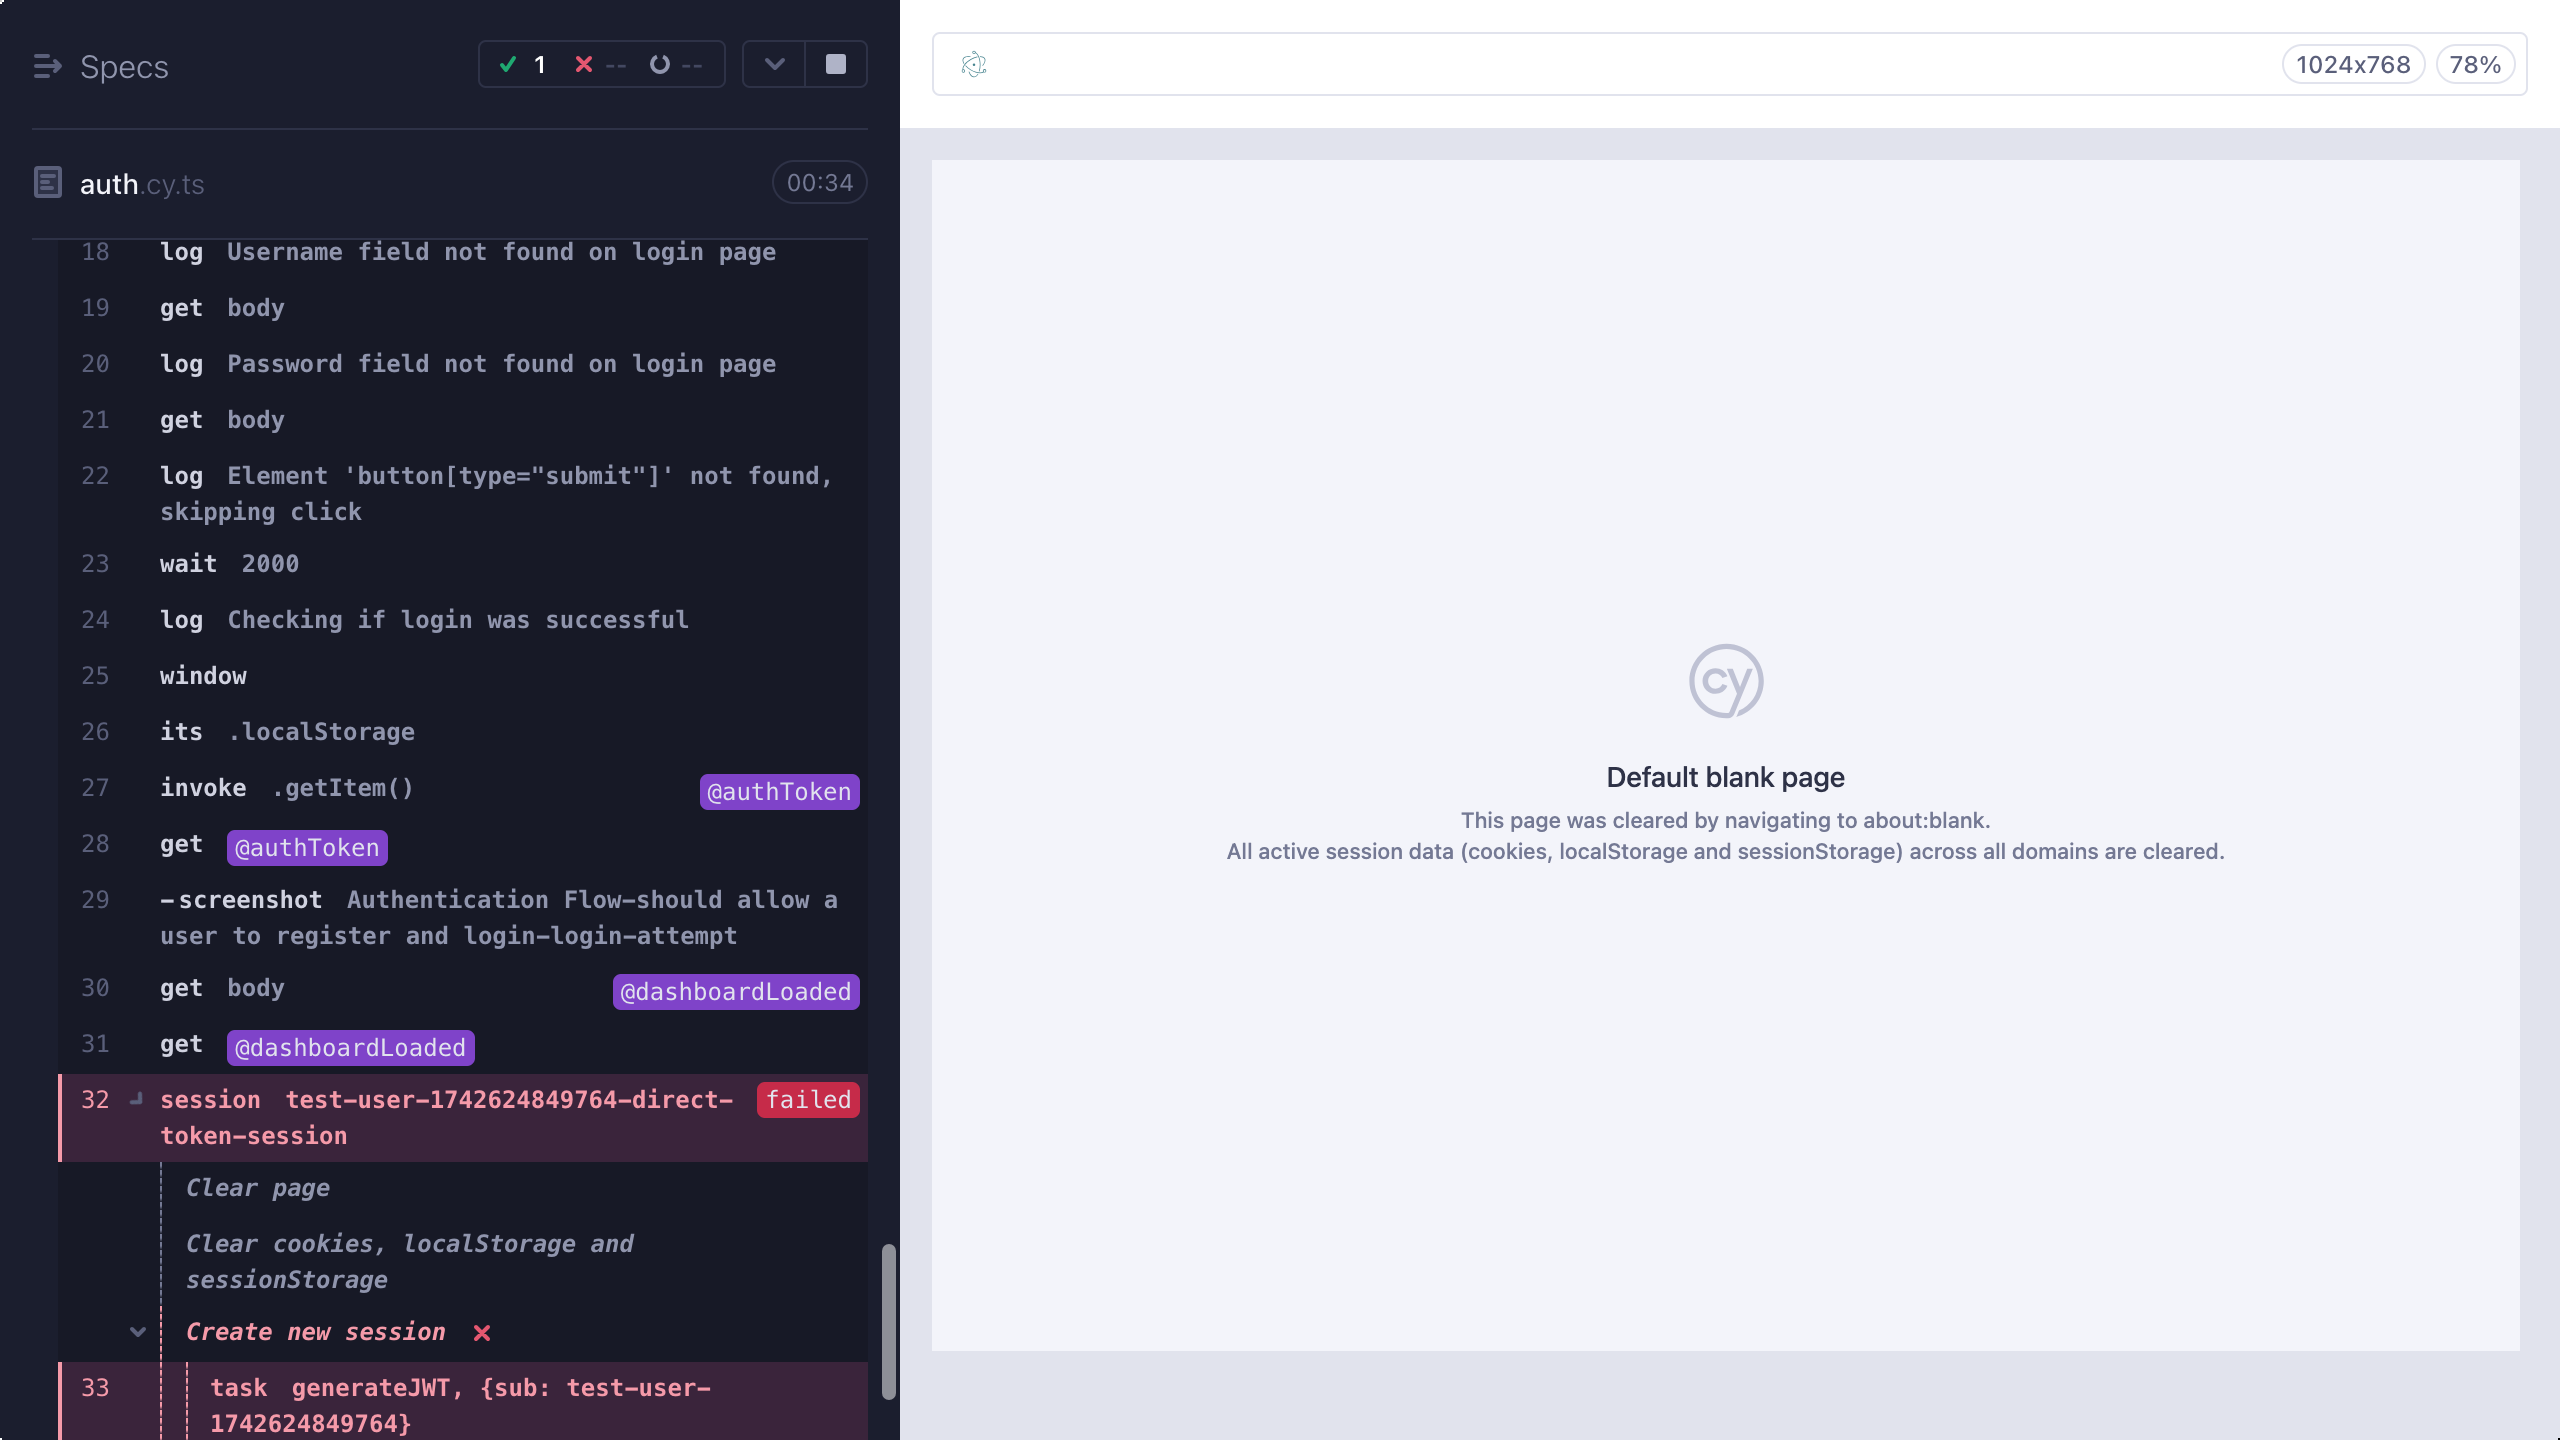 Specs
1 -- --
auth.cy.ts
00:34
18 log Username field not found on login page
19 get body
20 log Password field not found on login page
21 get body
22 log Element 'button[type="submit"]' not found,
skipping click
23 wait 2000
24 log Checking if login was successful
25 window
26 its .localStorage
27 invoke .getItem() @authToken
28 get @authToken
29 -screenshot Authentication Flow-should allow a
user to register and login-login-attempt
30 get body @dashboardLoaded
31 get @dashboardLoaded
32 session test-user-1742624849764-direct-
token-session failed
Clear page
Clear cookies, localStorage and
sessionStorage
Create new session
33 task generateJWT, {sub: test-user-
1742624849764}
1024x768
78%
cy
Default blank page
This page was cleared by navigating to about:blank.
All active session data (cookies, localStorage and sessionStorage) across all domains are cleared.